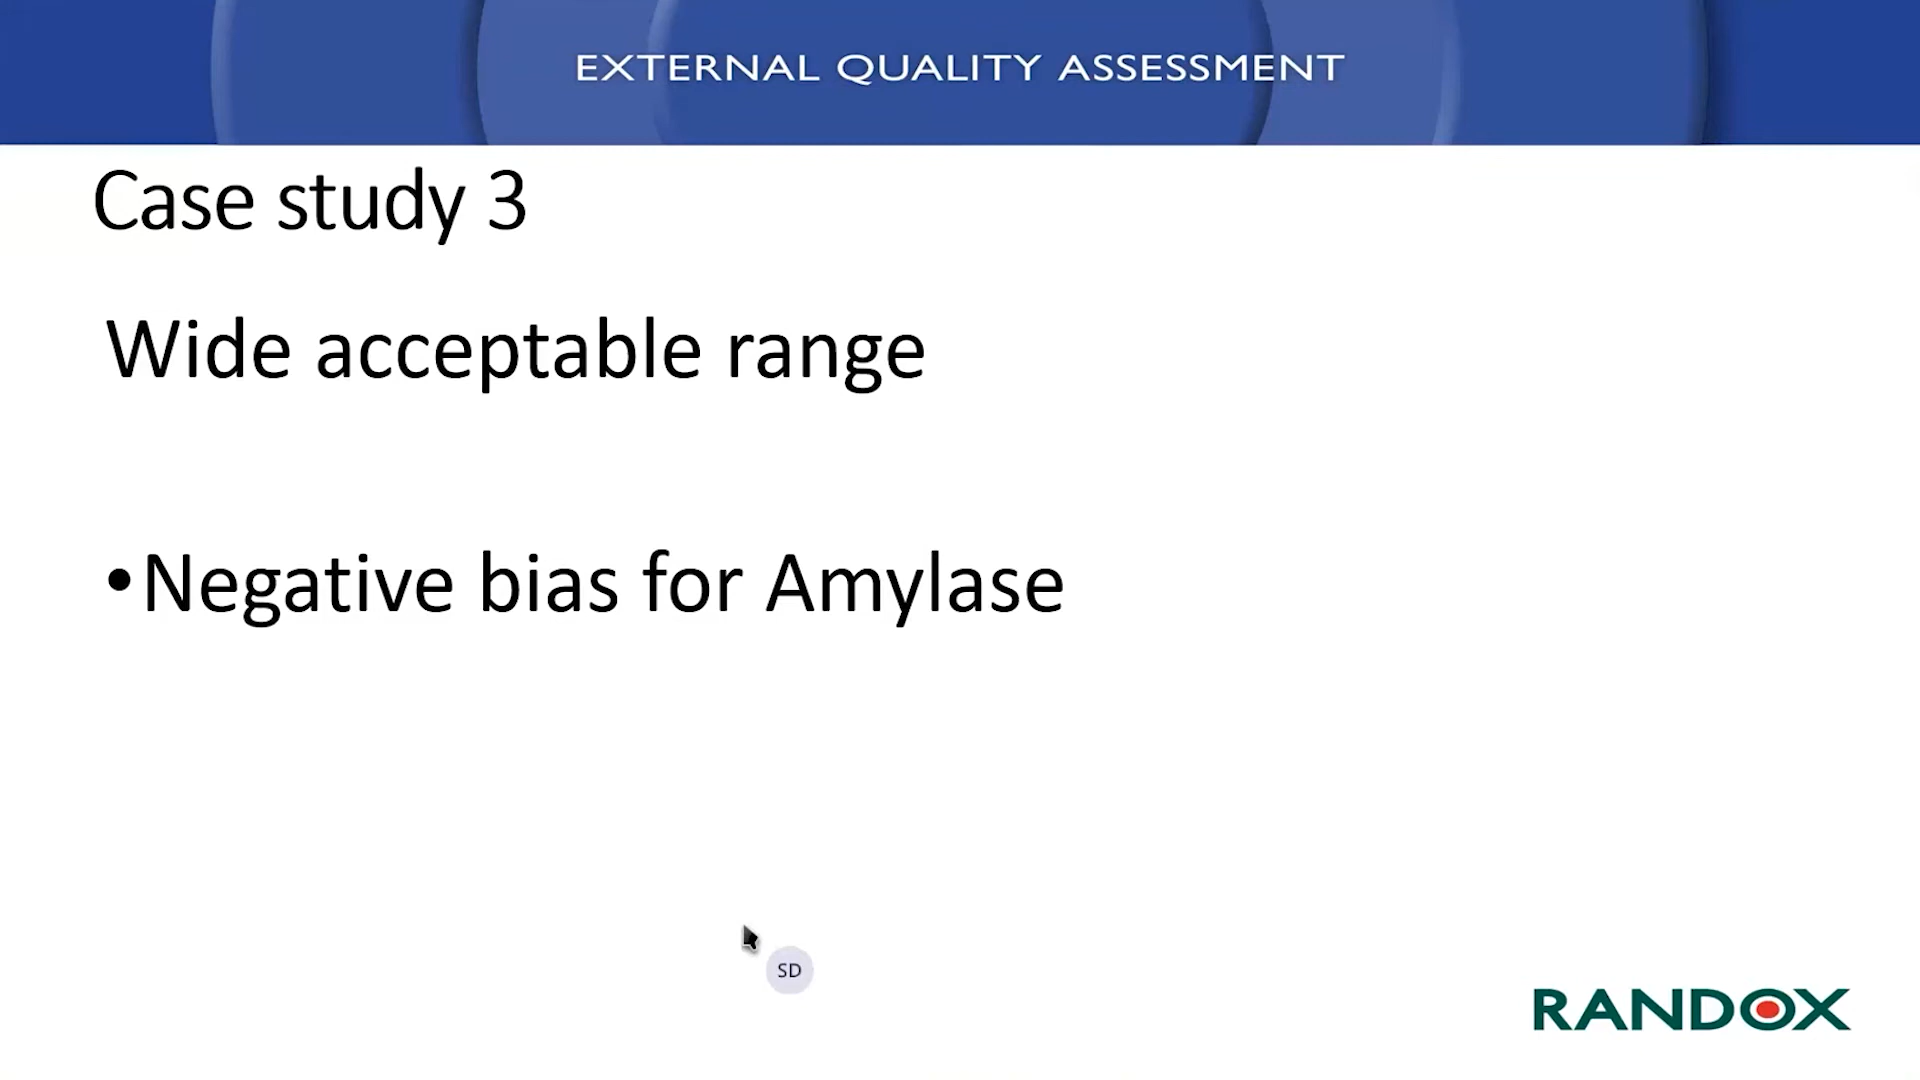 EXTERNAL QUALITY ASSESSMENT
Case study 3
Wide acceptable range
•Negative bias for Amylase
SD
RANDOX